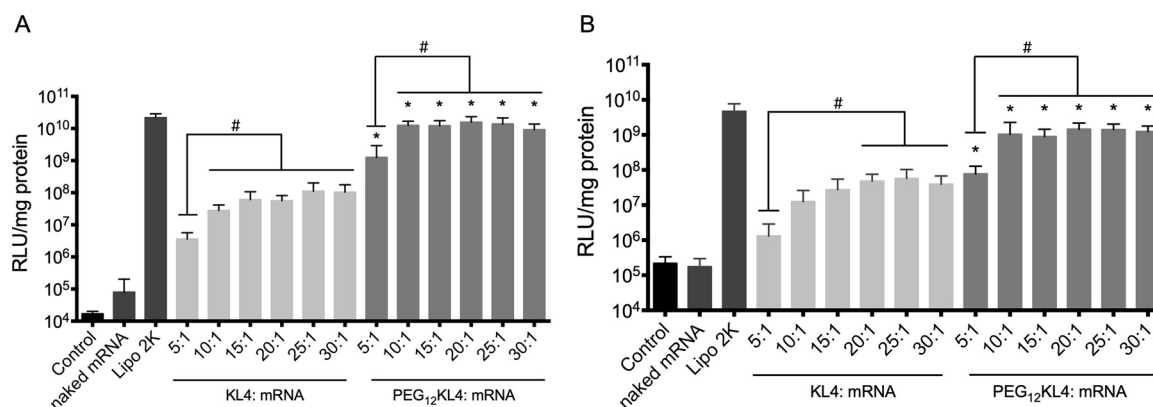 A
RLU/mg protein
10¹¹
10¹⁰
10⁹
10⁸
10⁷
10⁶
10⁵
10⁴
#
#
* * * * * *
Control
naked mRNA
Lipo 2K
5:1
10:1
15:1
20:1
25:1
30:1
5:1
10:1
15:1
20:1
25:1
30:1
KL4: mRNA
PEG₁₂KL4: mRNA
B
RLU/mg protein
10¹¹
10¹⁰
10⁹
10⁸
10⁷
10⁶
10⁵
10⁴
#
#
* * * * * *
Control
naked mRNA
Lipo 2K
5:1
10:1
15:1
20:1
25:1
30:1
5:1
10:1
15:1
20:1
25:1
30:1
KL4: mRNA
PEG₁₂KL4: mRNA